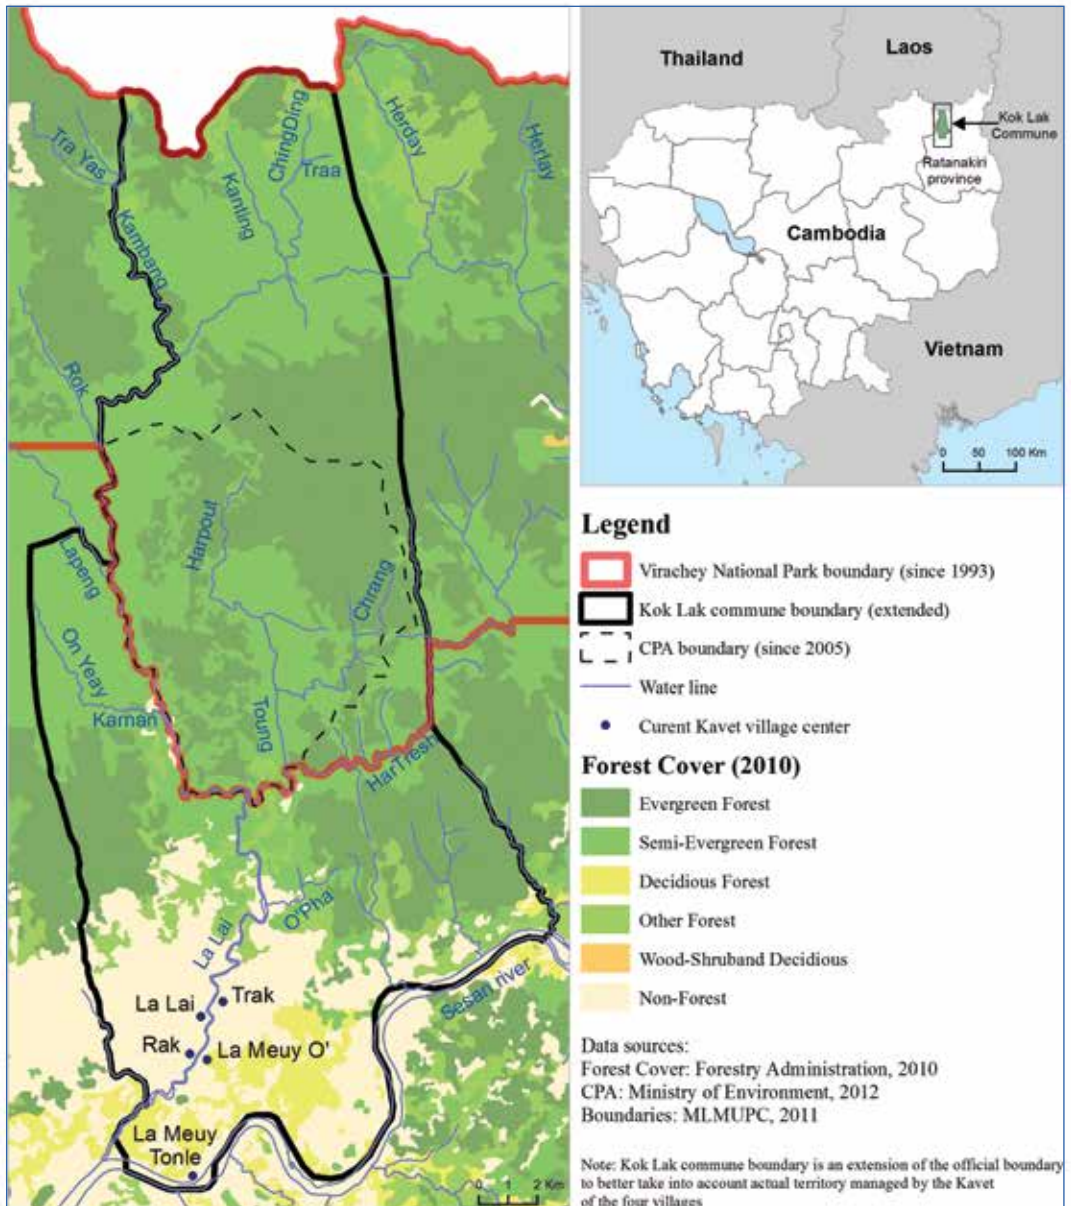 Tra Yas
Kambang
Kanting
ChingDing
Traa
Herday
Herlay
Rok
Lapeng
On Yeay
Kaman
Harpout
Chrang
Toung
HarTresh
O'Pha
La Lai
Sesan river
La Lai
Trak
Rak
La Meuy O'
La Meuy
Tonle
0 1 2 Km
Thailand
Laos
Kok Lak
Commune
Ratanakiri
province
Cambodia
Vietnam
0 50 100 Km
Legend
Virachey National Park boundary (since 1993)
Kok Lak commune boundary (extended)
CPA boundary (since 2005)
Water line
Curent Kavet village center
Forest Cover (2010)
Evergreen Forest
Semi-Evergreen Forest
Decidious Forest
Other Forest
Wood-Shruband Decidious
Non-Forest
Data sources:
Forest Cover: Forestry Administration, 2010
CPA: Ministry of Environment, 2012
Boundaries: MLMUPC, 2011
Note: Kok Lak commune boundary is an extension of the official boundary
to better take into account actual territory managed by the Kavet
of the four villages